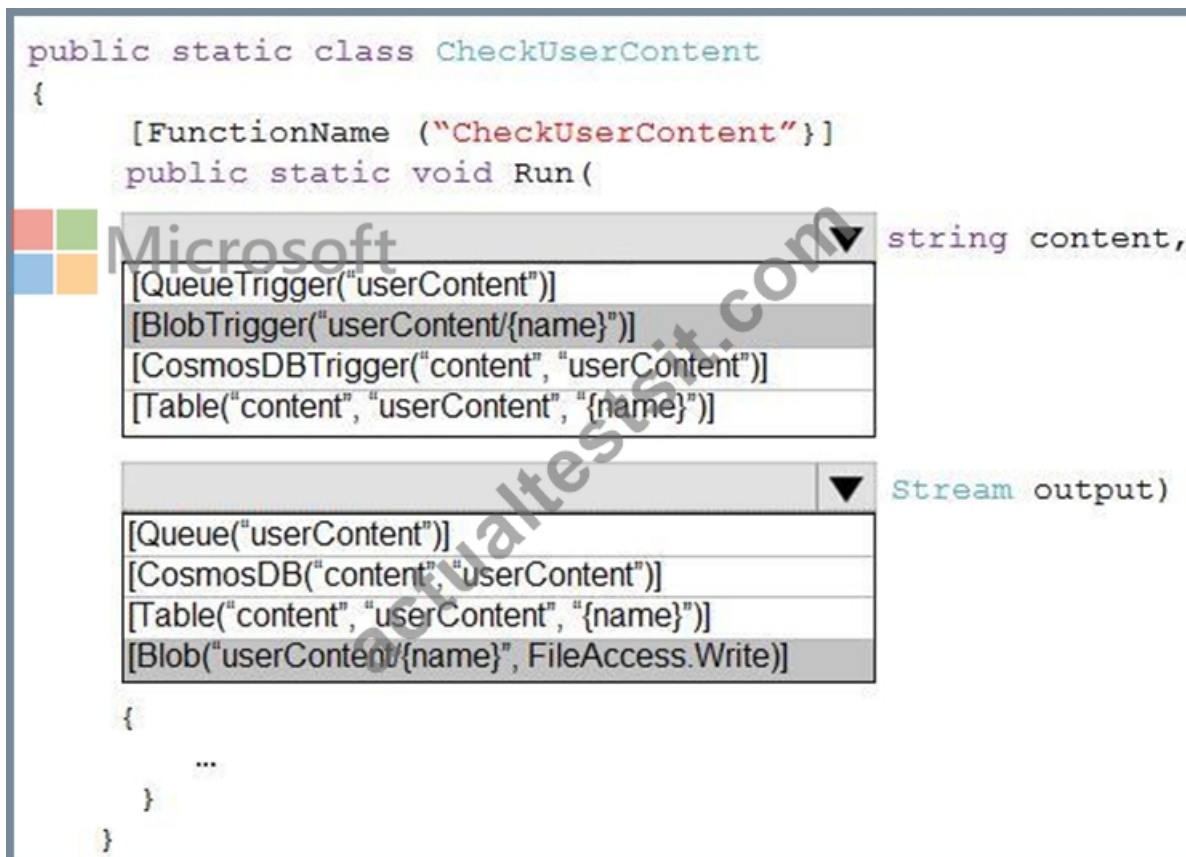 public static class CheckUserContent
{
[FunctionName (“CheckUserContent”}]
public static void Run(
Microsoft
string content,
[QueueTrigger(“userContent”)]
[BlobTrigger(“userContent/{name}”)]
[CosmosDBTrigger(“content”, “userContent”)]
[Table(“content”, “userContent”, “{name}”)]
Stream output)
[Queue(“userContent”)]
[CosmosDB(“content”, “userContent”)]
[Table(“content”, “userContent”, “{name}”)]
[Blob(“userContent/{name}”, FileAccess.Write)]
{
...
}
}
actualtestsit.com